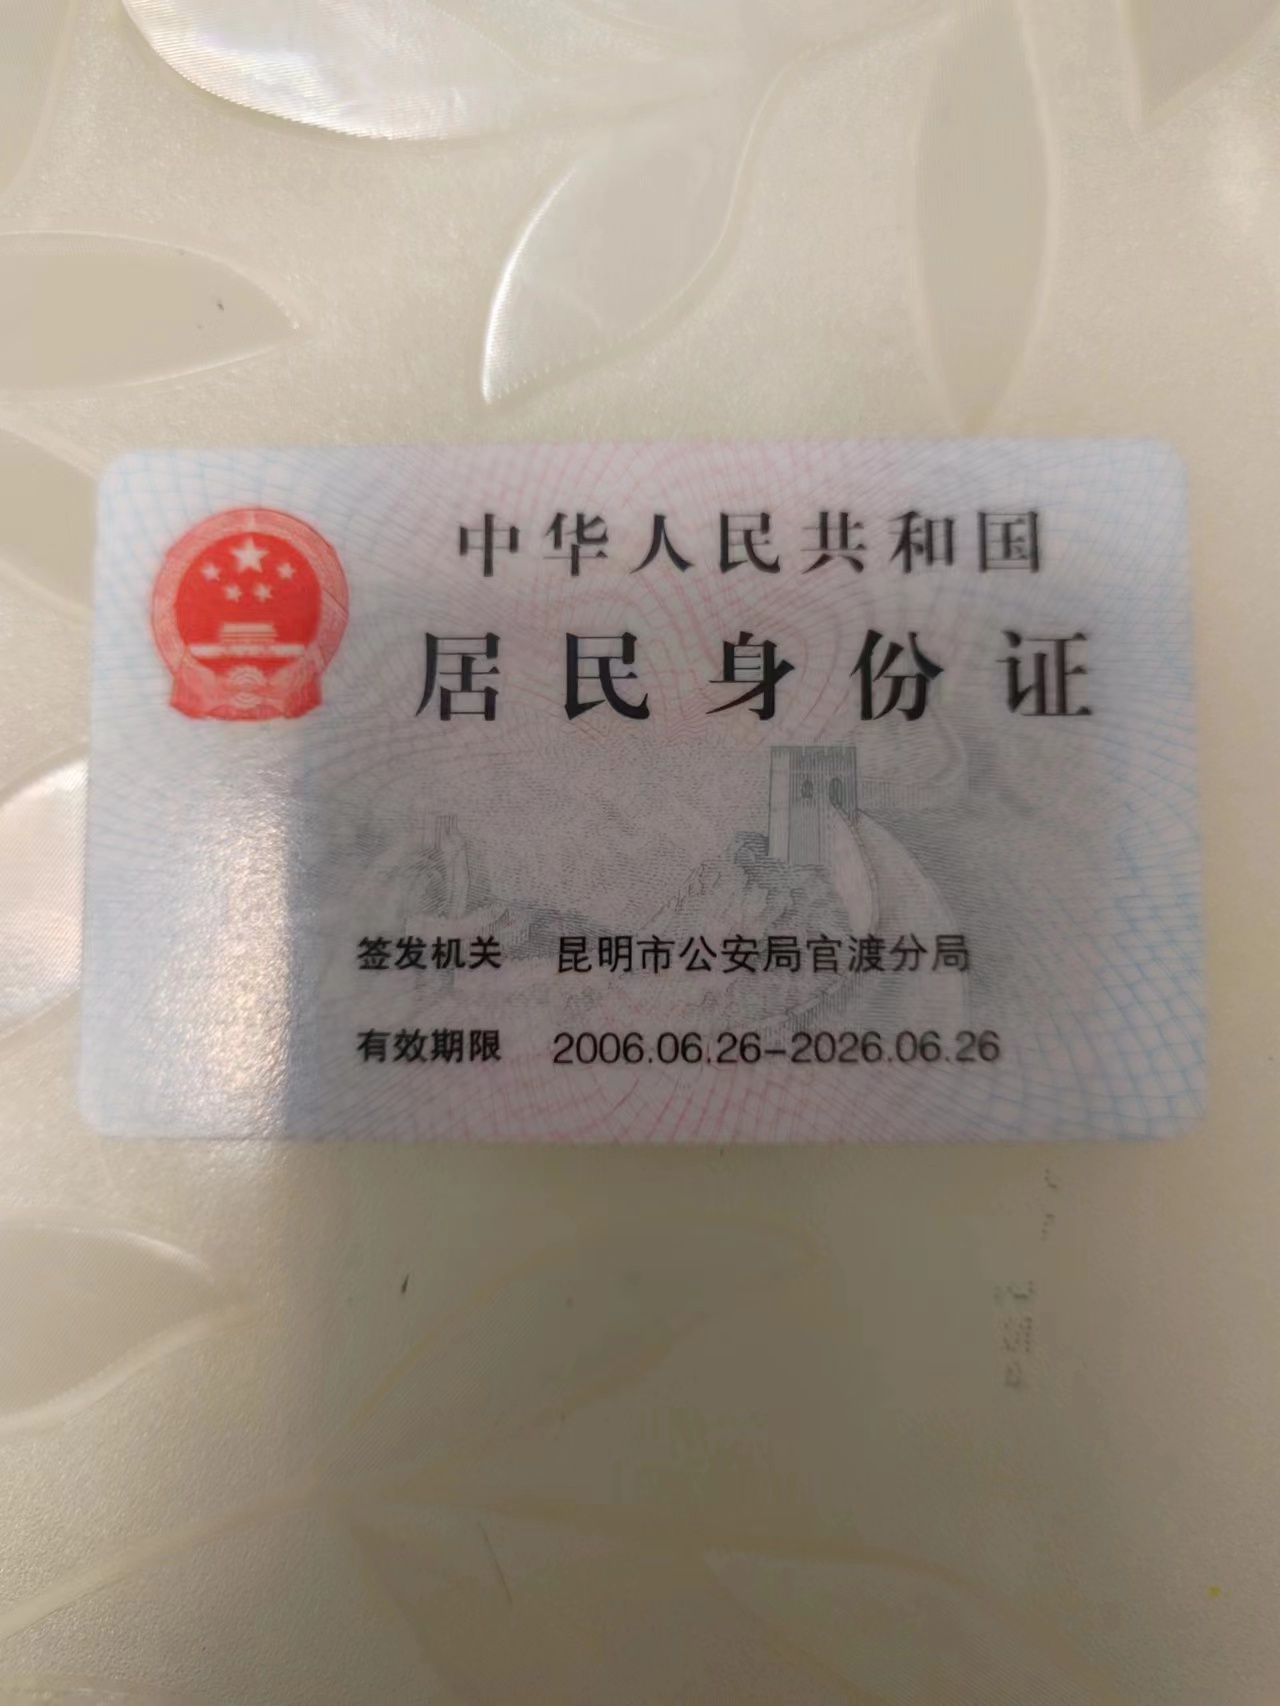 中华人民共和国
居民身份证
签发机关 昆明市公安局官渡分局
有效期限 2006.06.26-2026.06.26